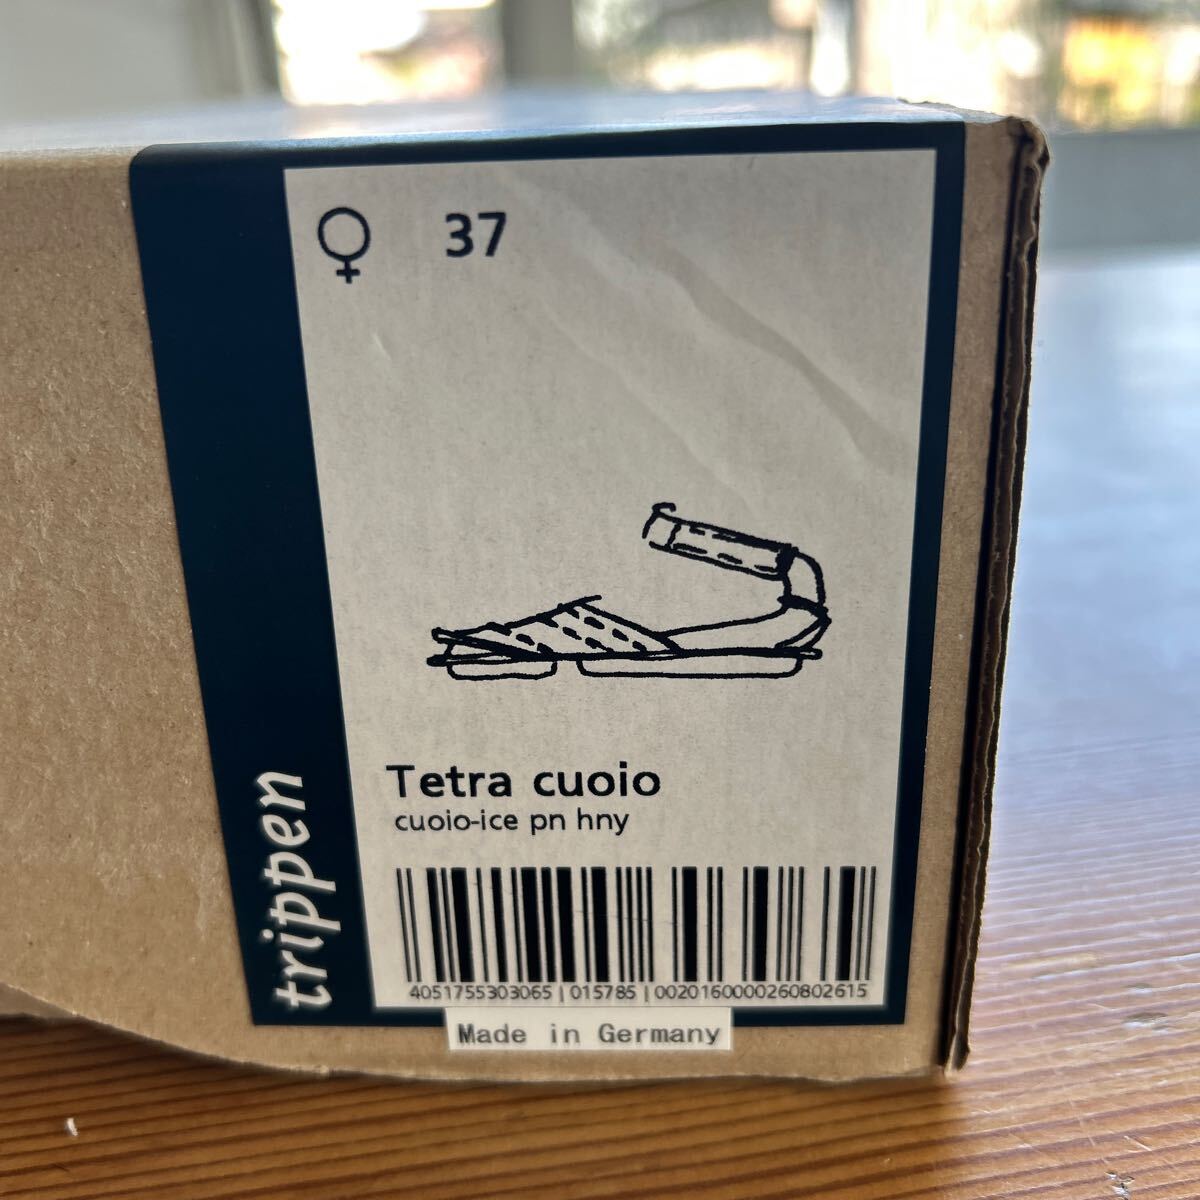 ♀ 37
Tetra cuoio
cuoio-ice pn hny
4051755303065 | 015785 | 0020160000260802615
trippen
Made in Germany